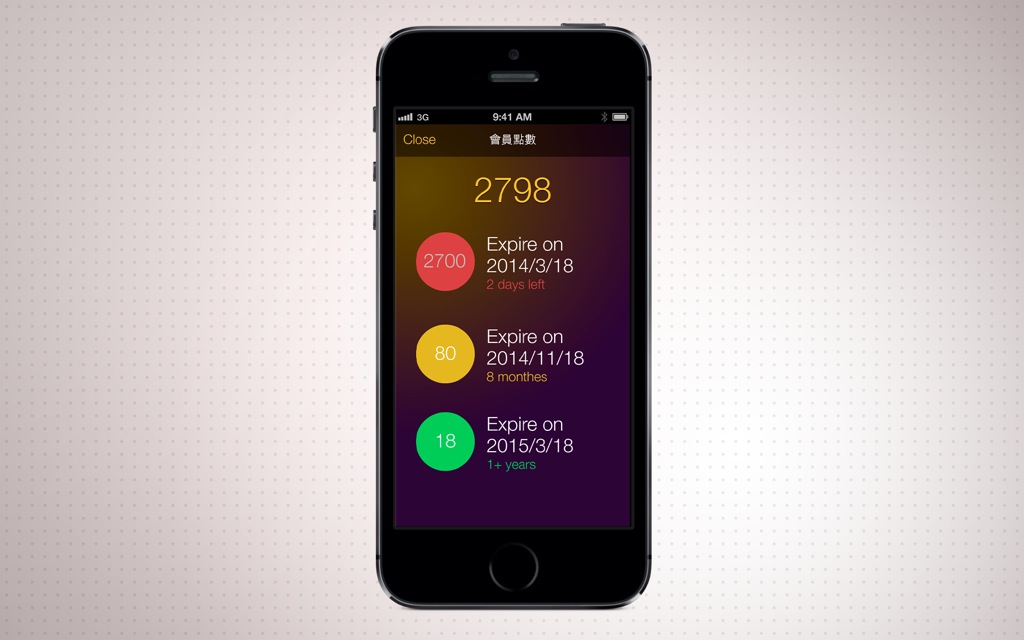 3G 9:41 AM
Close 會員點數
2798
2700
Expire on
2014/3/18
2 days left
80
Expire on
2014/11/18
8 monthes
18
Expire on
2015/3/18
1+ years